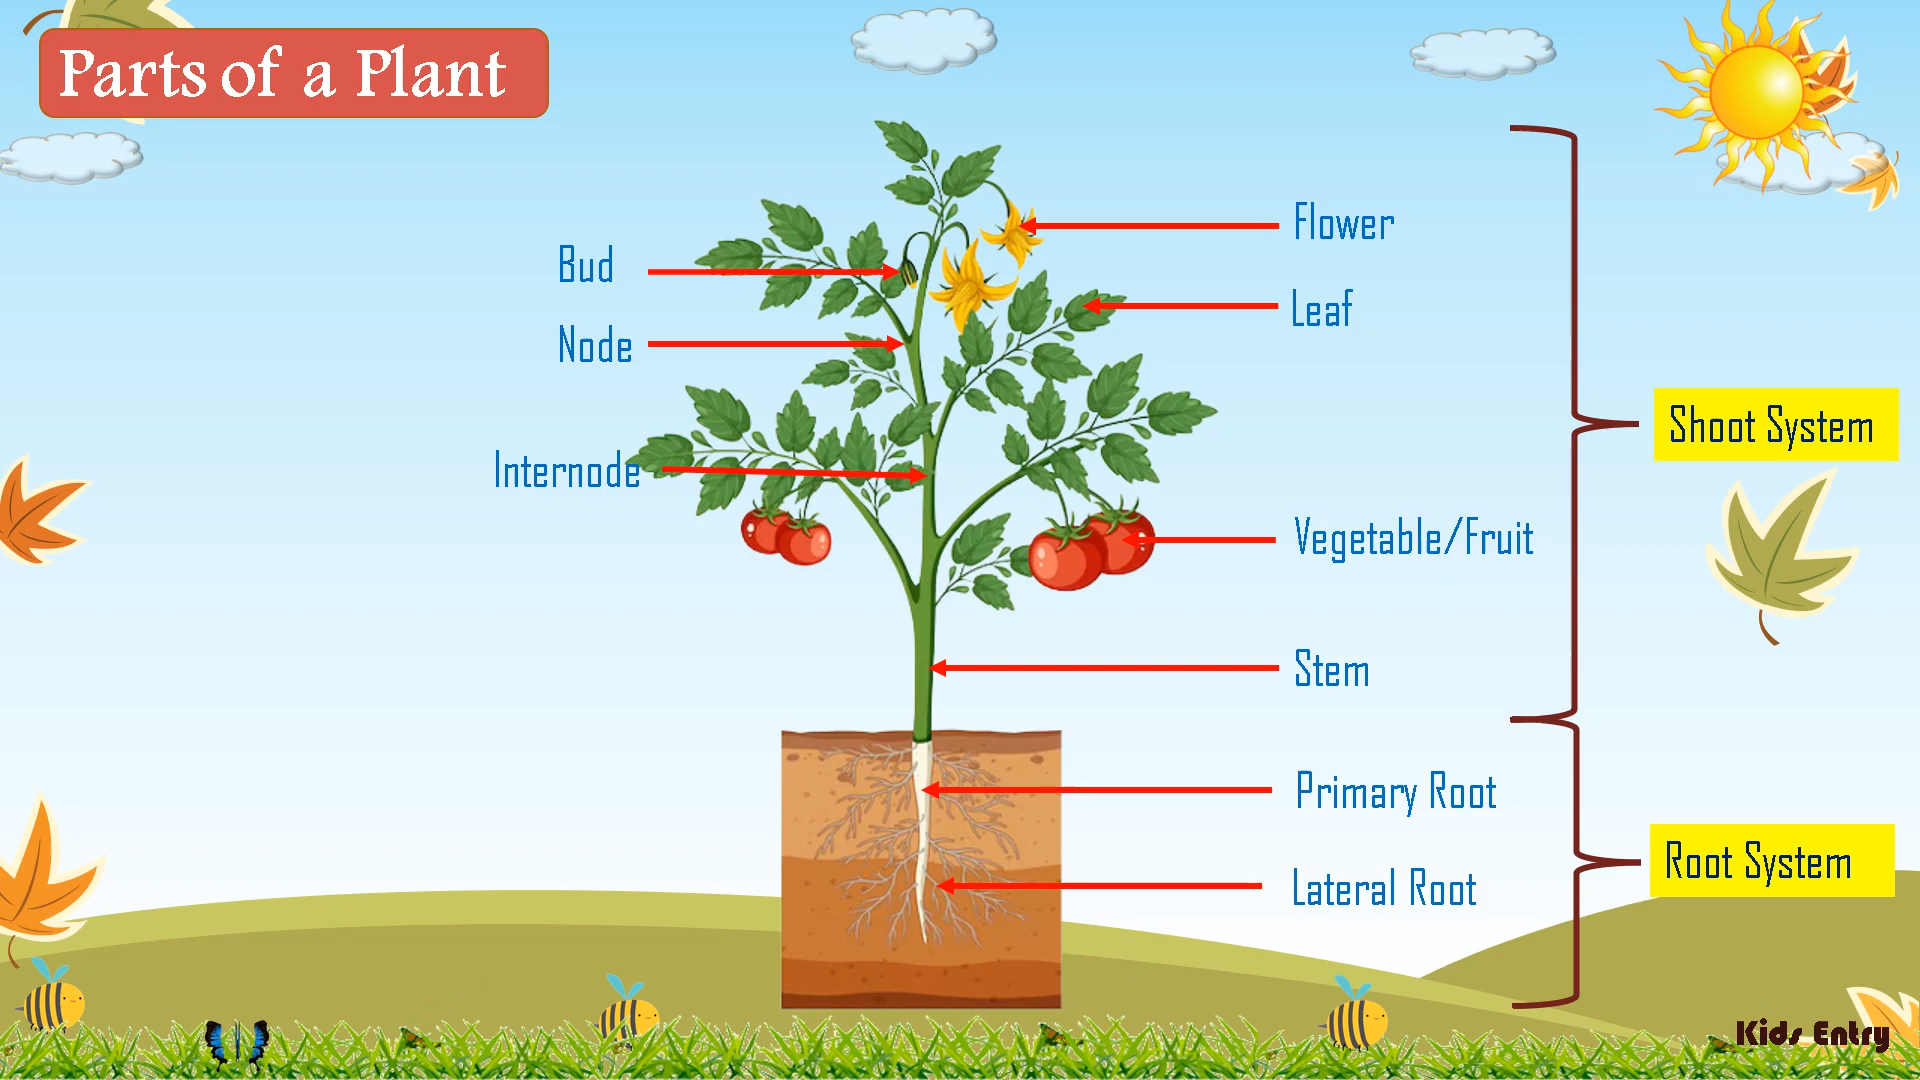 Parts of a Plant
Flower
Bud
Leaf
Node
Shoot System
Internode
Vegetable/Fruit
Stem
Primary Root
Root System
Lateral Root
Kids Entry